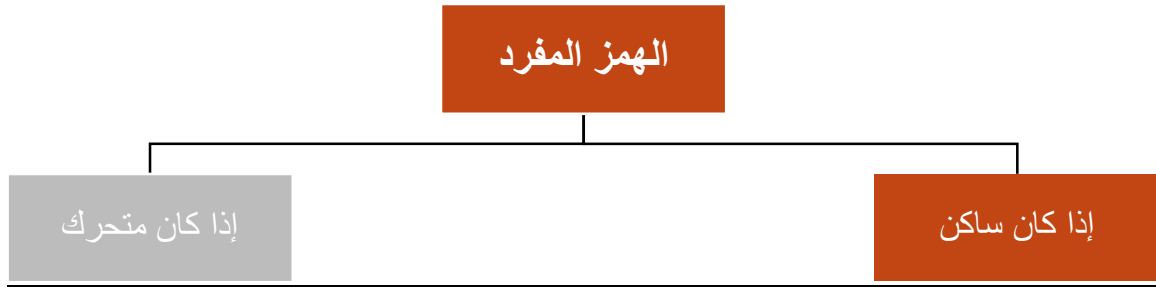 الهمز المفرد
إذا كان ساكن
إذا كان متحرك